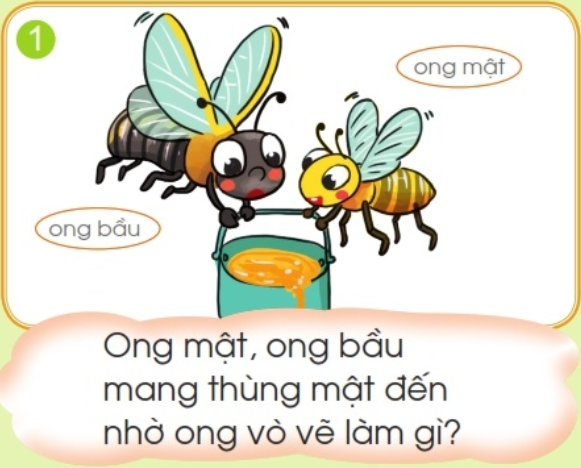 1
ong mật
ong bầu
Ong mật, ong bầu
mang thùng mật đến
nhờ ong vò vẽ làm gì?